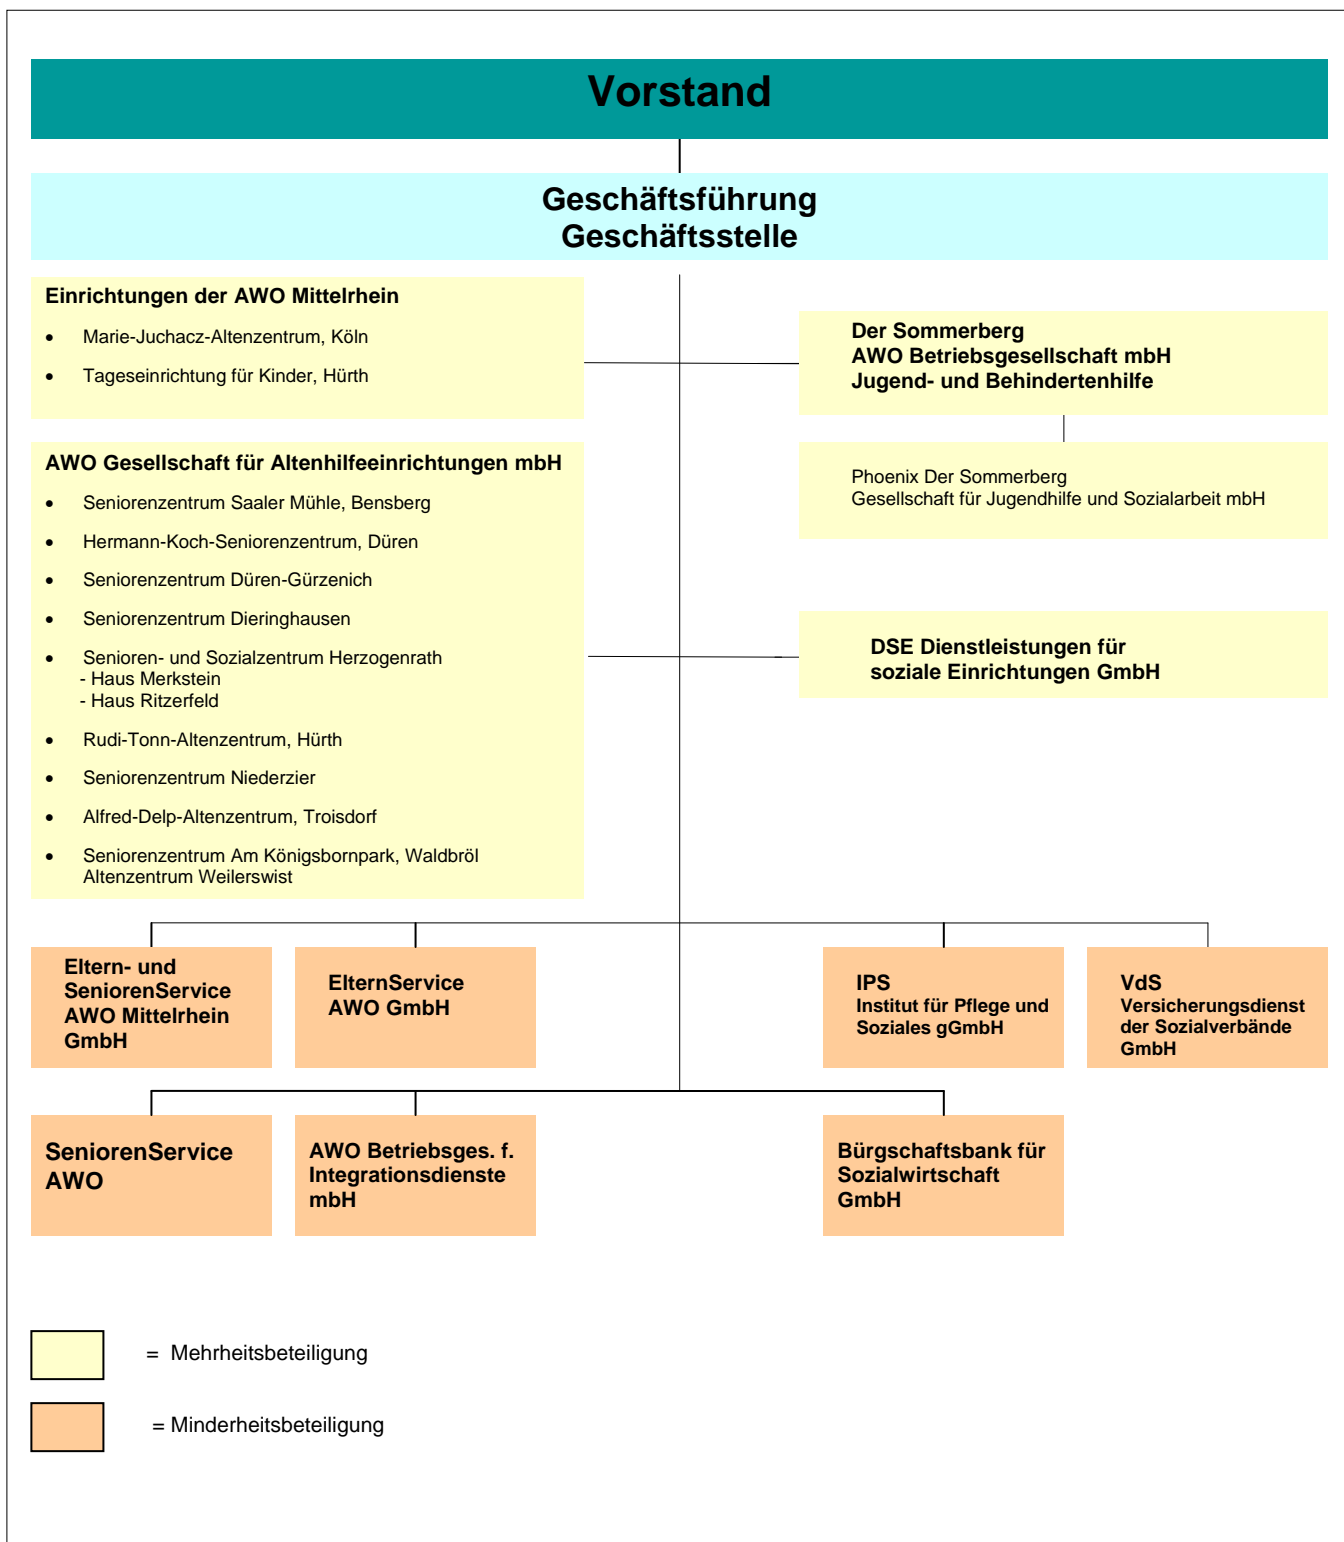 Vorstand
Geschäftsführung
Geschäftsstelle
Einrichtungen der AWO Mittelrhein
• Marie-Juchacz-Altenzentrum, Köln
• Tageseinrichtung für Kinder, Hürth
Der Sommerberg
AWO Betriebsgesellschaft mbH
Jugend- und Behindertenhilfe
Phoenix Der Sommerberg
Gesellschaft für Jugendhilfe und Sozialarbeit mbH
AWO Gesellschaft für Altenhilfeeinrichtungen mbH
• Seniorenzentrum Saaler Mühle, Bensberg
• Hermann-Koch-Seniorenzentrum, Düren
• Seniorenzentrum Düren-Gürzenich
• Seniorenzentrum Dieringhausen
• Senioren- und Sozialzentrum Herzogenrath
- Haus Merkstein
- Haus Ritzerfeld
• Rudi-Tonn-Altenzentrum, Hürth
• Seniorenzentrum Niederzier
• Alfred-Delp-Altenzentrum, Troisdorf
• Seniorenzentrum Am Königsbornpark, Waldbröl
Altenzentrum Weilerswist
DSE Dienstleistungen für
soziale Einrichtungen GmbH
Eltern- und
SeniorenService
AWO Mittelrhein
GmbH
ElternService
AWO GmbH
IPS
Institut für Pflege und
Soziales gGmbH
VdS
Versicherungsdienst
der Sozialverbände
GmbH
SeniorenService
AWO
AWO Betriebsges. f.
Integrationsdienste
mbH
Bürgschaftsbank für
Sozialwirtschaft
GmbH
= Mehrheitsbeteiligung
= Minderheitsbeteiligung